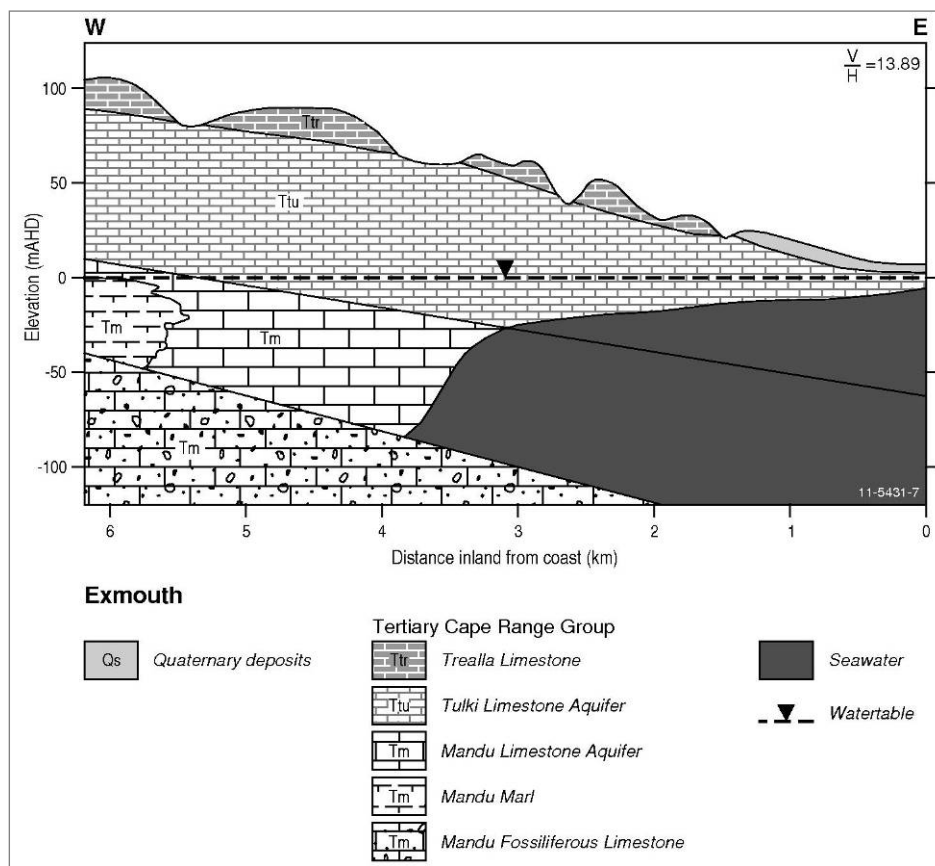 W
E
V
H
=13.89
100
50
0
-50
-100
Elevation (mAHD)
Ttr
Ttu
Tm
Tm
Tm
11-5431-7
6
5
4
3
2
1
0
Distance inland from coast (km)
Exmouth
Tertiary Cape Range Group
Qs Quaternary deposits
Ttr Trealla Limestone
Seawater
Ttu Tulki Limestone Aquifer
Watertable
Tm Mandu Limestone Aquifer
Tm Mandu Marl
Tm Mandu Fossiliferous Limestone